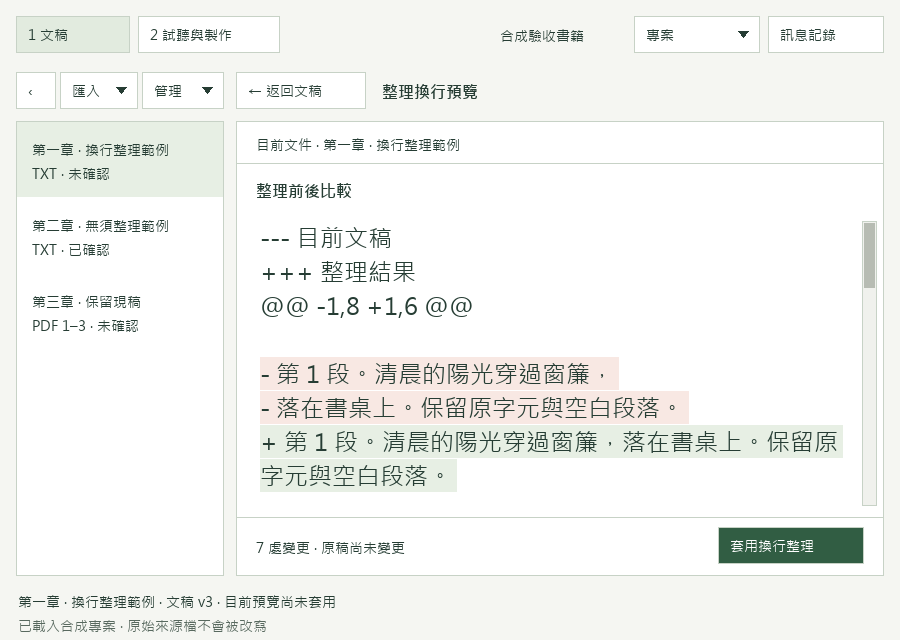 1 文稿
2 試聽與製作
合成驗收書籍
專案
訊息記錄
‹
匯入
管理
← 返回文稿
整理換行預覽
第一章 · 換行整理範例
TXT · 未確認
第二章 · 無須整理範例
TXT · 已確認
第三章 · 保留現稿
PDF 1–3 · 未確認
目前文件 · 第一章 · 換行整理範例
整理前後比較
--- 目前文稿
+++ 整理結果
@@ -1,8 +1,6 @@
- 第 1 段。清晨的陽光穿過窗簾，
- 落在書桌上。保留原字元與空白段落。
+ 第 1 段。清晨的陽光穿過窗簾，落在書桌上。保留原
字元與空白段落。
7 處變更 · 原稿尚未變更
套用換行整理
第一章 · 換行整理範例 · 文稿 v3 · 目前預覽尚未套用
已載入合成專案 · 原始來源檔不會被改寫